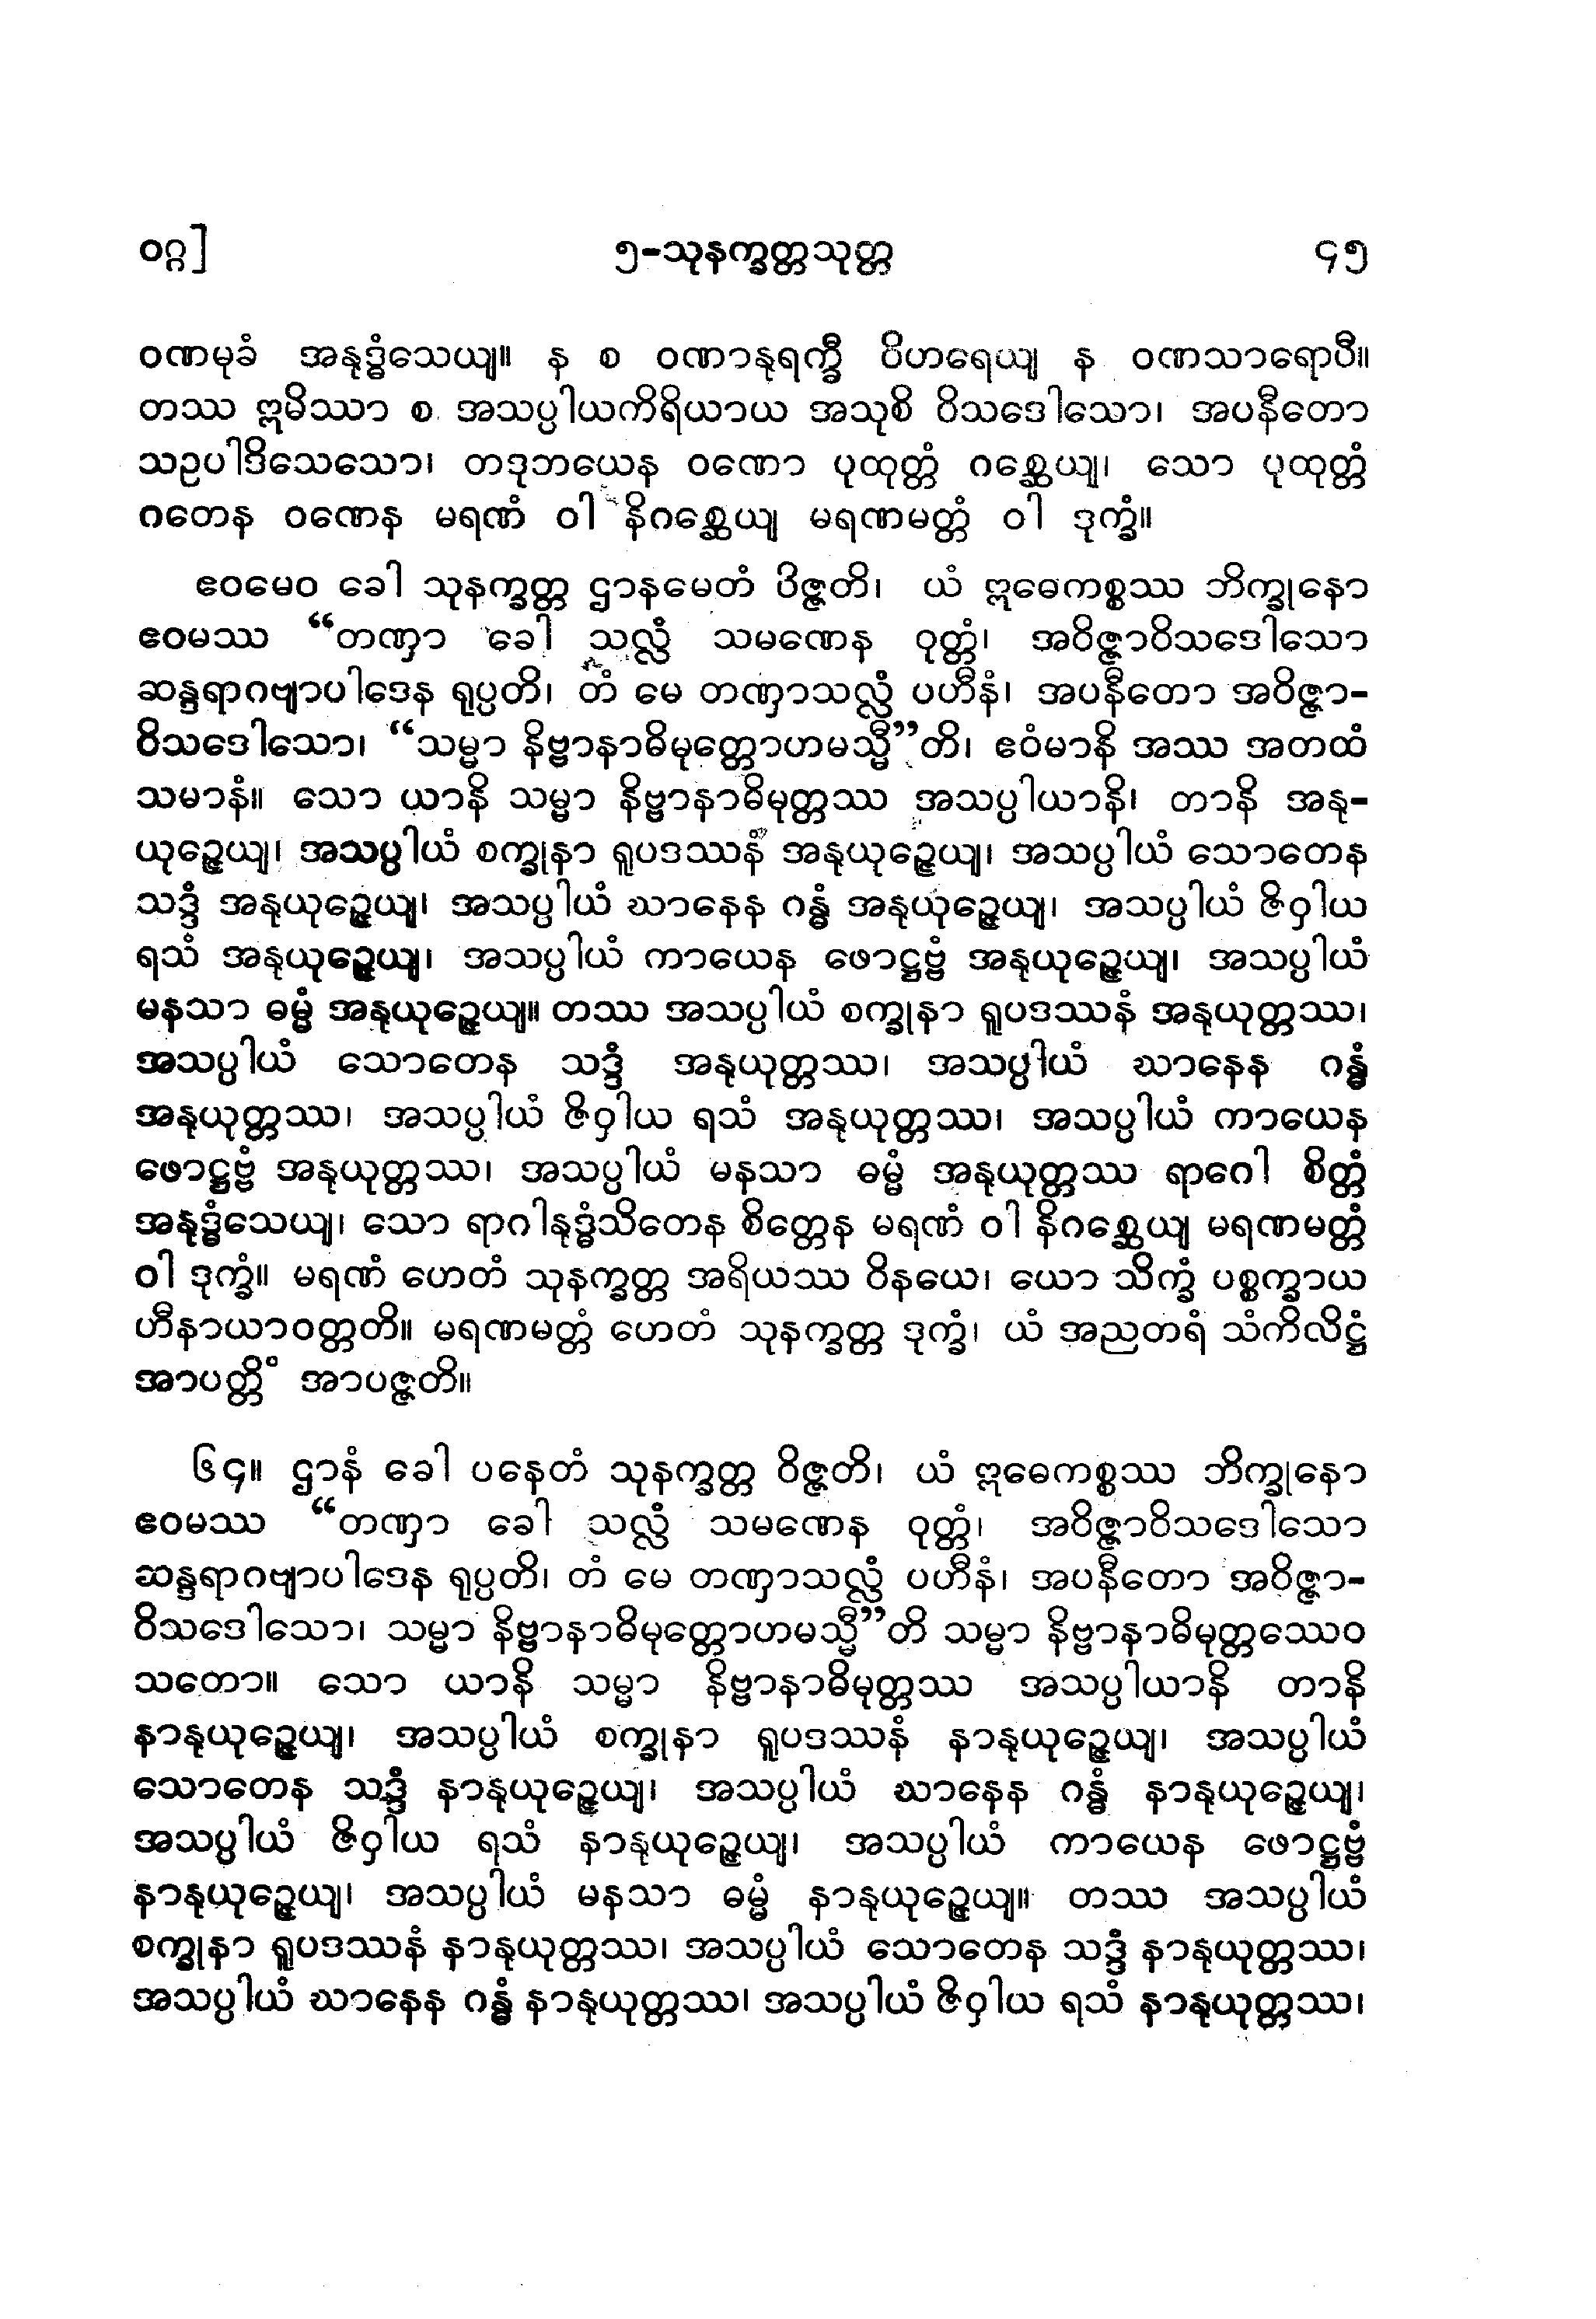 ဝဂ္ဂ]
၅-သုနက္ခတ္တသုတ္တ
၄၅
ဝဏမုခံ အနုဒ္ဓံသေယျ။ န စ ဝဏာနုရက္ခီ ဝိဟရေယျ န ဝဏသာရောပီ။
တဿ ဣမိဿာ စ အသပ္ပါယကိရိယာယ အသုစိ ဝိသဒေါသော၊ အပနီတော
သဥပါဒိသေသော၊ တဒုဘယေန ဝဏော ပုထုတ္တံ ဂစ္ဆေယျ၊ သော ပုထုတ္တံ
ဂတေန ဝဏေန မရဏံ ဝါ နိဂစ္ဆေယျ မရဏမတ္တံ ဝါ ဒုက္ခံ။
ဧဝမေဝ ခေါ သုနက္ခတ္တ ဌာနမေတံ ဝိဇ္ဇတိ၊ ယံ ဣဓေကစ္စဿ ဘိက္ခုနော
ဧဝမဿ “တဏှာ ခေါ သလ္လံ သမဏေန ဝုတ္တံ၊ အဝိဇ္ဇာဝိသဒေါသော
ဆန္ဒရာဂဗျာပါဒေန ရုပ္ပတိ၊ တံ မေ တဏှာသလ္လံ ပဟီနံ၊ အပနီတော အဝိဇ္ဇာ-
ဝိသဒေါသော၊ “သမ္မာ နိဗ္ဗာနာဓိမုတ္တောဟမသ္မီ”တိ၊ ဧဝံမာနိ အဿ အတထံ
သမာနံ။ သော ယာနိ သမ္မာ နိဗ္ဗာနာဓိမုတ္တဿ အသပ္ပါယာနိ၊ တာနိ အနု-
ယုဉ္ဇေယျ၊ အသပ္ပါယံ စက္ခုနာ ရူပဒဿနံ အနုယုဉ္ဇေယျ၊ အသပ္ပါယံ သောတေန
သဒ္ဒံ အနုယုဉ္ဇေယျ၊ အသပ္ပါယံ ဃာနေန ဂန္ဓံ အနုယုဉ္ဇေယျ၊ အသပ္ပါယံ ဇိဝှါယ
ရသံ အနုယုဉ္ဇေယျ၊ အသပ္ပါယံ ကာယေန ဖောဋ္ဌဗ္ဗံ အနုယုဉ္ဇေယျ၊ အသပ္ပါယံ
မနသာ ဓမ္မံ အနုယုဉ္ဇေယျ။ တဿ အသပ္ပါယံ စက္ခုနာ ရူပဒဿနံ အနုယုတ္တဿ၊
အသပ္ပါယံ သောတေန သဒ္ဒံ အနုယုတ္တဿ၊ အသပ္ပါယံ ဃာနေန ဂန္ဓံ
အနုယုတ္တဿ၊ အသပ္ပါယံ ဇိဝှါယ ရသံ အနုယုတ္တဿ၊ အသပ္ပါယံ ကာယေန
ဖောဋ္ဌဗ္ဗံ အနုယုတ္တဿ၊ အသပ္ပါယံ မနသာ ဓမ္မံ အနုယုတ္တဿ ရာဂေါ စိတ္တံ
အနုဒ္ဓံသေယျ၊ သော ရာဂါနုဒ္ဓံသိတေန စိတ္တေန မရဏံ ဝါ နိဂစ္ဆေယျ မရဏမတ္တံ
ဝါ ဒုက္ခံ။ မရဏံ ဟေတံ သုနက္ခတ္တ အရိယဿ ဝိနယေ၊ ယော သိက္ခံ ပစ္စက္ခာယ
ဟီနာယာဝတ္တတိ။ မရဏမတ္တံ ဟေတံ သုနက္ခတ္တ ဒုက္ခံ၊ ယံ အညတရံ သံကိလိဋ္ဌံ
အာပတ္တိံ အာပဇ္ဇတိ။
၆၄။ ဌာနံ ခေါ ပနေတံ သုနက္ခတ္တ ဝိဇ္ဇတိ၊ ယံ ဣဓေကစ္စဿ ဘိက္ခုနော
ဧဝမဿ “တဏှာ ခေါ သလ္လံ သမဏေန ဝုတ္တံ၊ အဝိဇ္ဇာဝိသဒေါသော
ဆန္ဒရာဂဗျာပါဒေန ရုပ္ပတိ၊ တံ မေ တဏှာသလ္လံ ပဟီနံ၊ အပနီတော အဝိဇ္ဇာ-
ဝိသဒေါသော၊ သမ္မာ နိဗ္ဗာနာဓိမုတ္တောဟမသ္မီ”တိ သမ္မာ နိဗ္ဗာနာဓိမုတ္တဿေဝ
သတော။ သော ယာနိ သမ္မာ နိဗ္ဗာနာဓိမုတ္တဿ အသပ္ပါယာနိ တာနိ
နာနုယုဉ္ဇေယျ၊ အသပ္ပါယံ စက္ခုနာ ရူပဒဿနံ နာနုယုဉ္ဇေယျ၊ အသပ္ပါယံ
သောတေန သဒ္ဒံ နာနုယုဉ္ဇေယျ၊ အသပ္ပါယံ ဃာနေန ဂန္ဓံ နာနုယုဉ္ဇေယျ၊
အသပ္ပါယံ ဇိဝှါယ ရသံ နာနုယုဉ္ဇေယျ၊ အသပ္ပါယံ ကာယေန ဖောဋ္ဌဗ္ဗံ
နာနုယုဉ္ဇေယျ၊ အသပ္ပါယံ မနသာ ဓမ္မံ နာနုယုဉ္ဇေယျ။ တဿ အသပ္ပါယံ
စက္ခုနာ ရူပဒဿနံ နာနုယုတ္တဿ၊ အသပ္ပါယံ သောတေန သဒ္ဒံ နာနုယုတ္တဿ၊
အသပ္ပါယံ ဃာနေန ဂန္ဓံ နာနုယုတ္တဿ၊ အသပ္ပါယံ ဇိဝှါယ ရသံ နာနုယုတ္တဿ၊